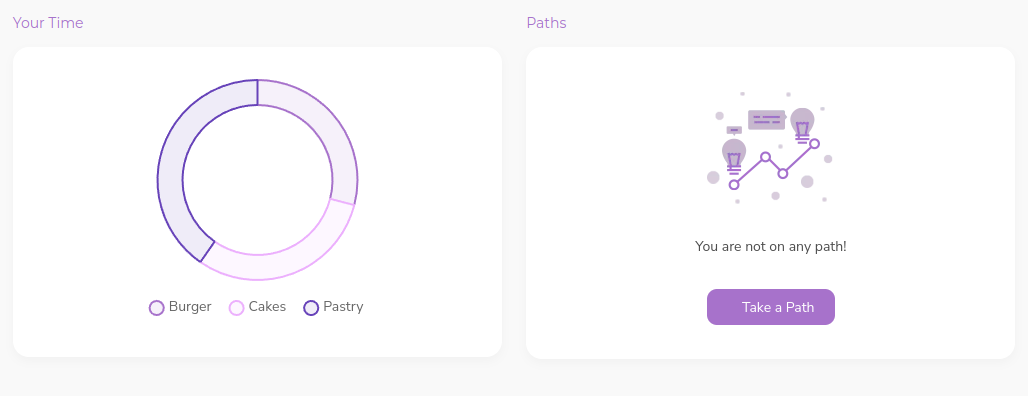 Your Time
Paths
Burger Cakes Pastry
You are not on any path!
Take a Path